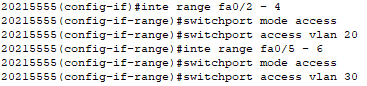 20215555(config-if)#inte range fa0/2 - 4
20215555(config-if-range)#switchport mode access
20215555(config-if-range)#switchport access vlan 20
20215555(config-if-range)#inte range fa0/5 - 6
20215555(config-if-range)#switchport mode access
20215555(config-if-range)#switchport access vlan 30